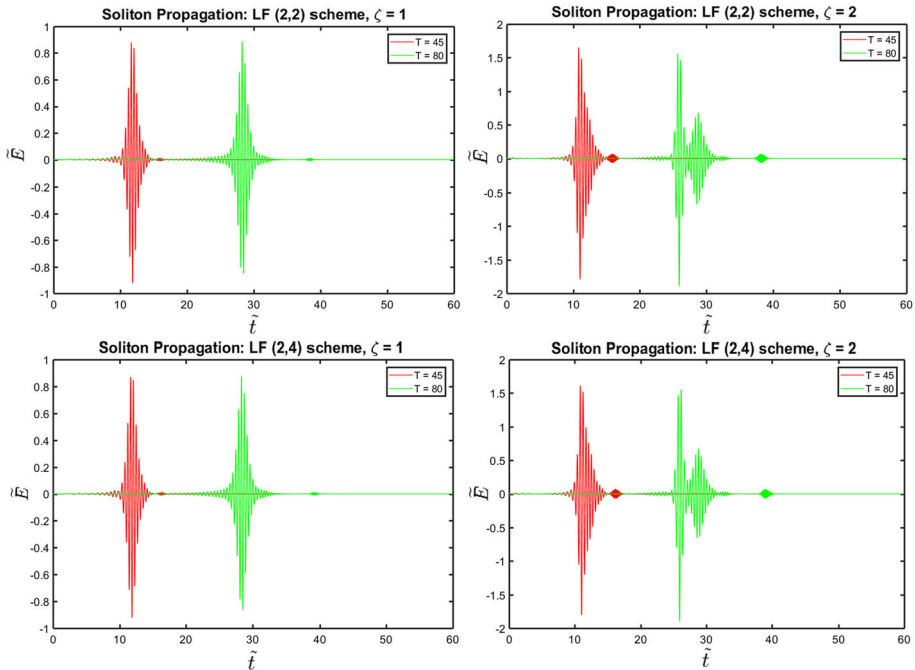 Soliton Propagation: LF (2,2) scheme, ζ = 1
T = 45
T = 80
1
0.8
0.6
0.4
0.2
0
-0.2
-0.4
-0.6
-0.8
-1
Ẽ
0 10 20 30 40 50 60
t̃
Soliton Propagation: LF (2,2) scheme, ζ = 2
T = 45
T = 80
2
1.5
1
0.5
0
-0.5
-1
-1.5
-2
Ẽ
0 10 20 30 40 50 60
t̃
Soliton Propagation: LF (2,4) scheme, ζ = 1
T = 45
T = 80
1
0.8
0.6
0.4
0.2
0
-0.2
-0.4
-0.6
-0.8
-1
Ẽ
0 10 20 30 40 50 60
t̃
Soliton Propagation: LF (2,4) scheme, ζ = 2
T = 45
T = 80
2
1.5
1
0.5
0
-0.5
-1
-1.5
-2
Ẽ
0 10 20 30 40 50 60
t̃